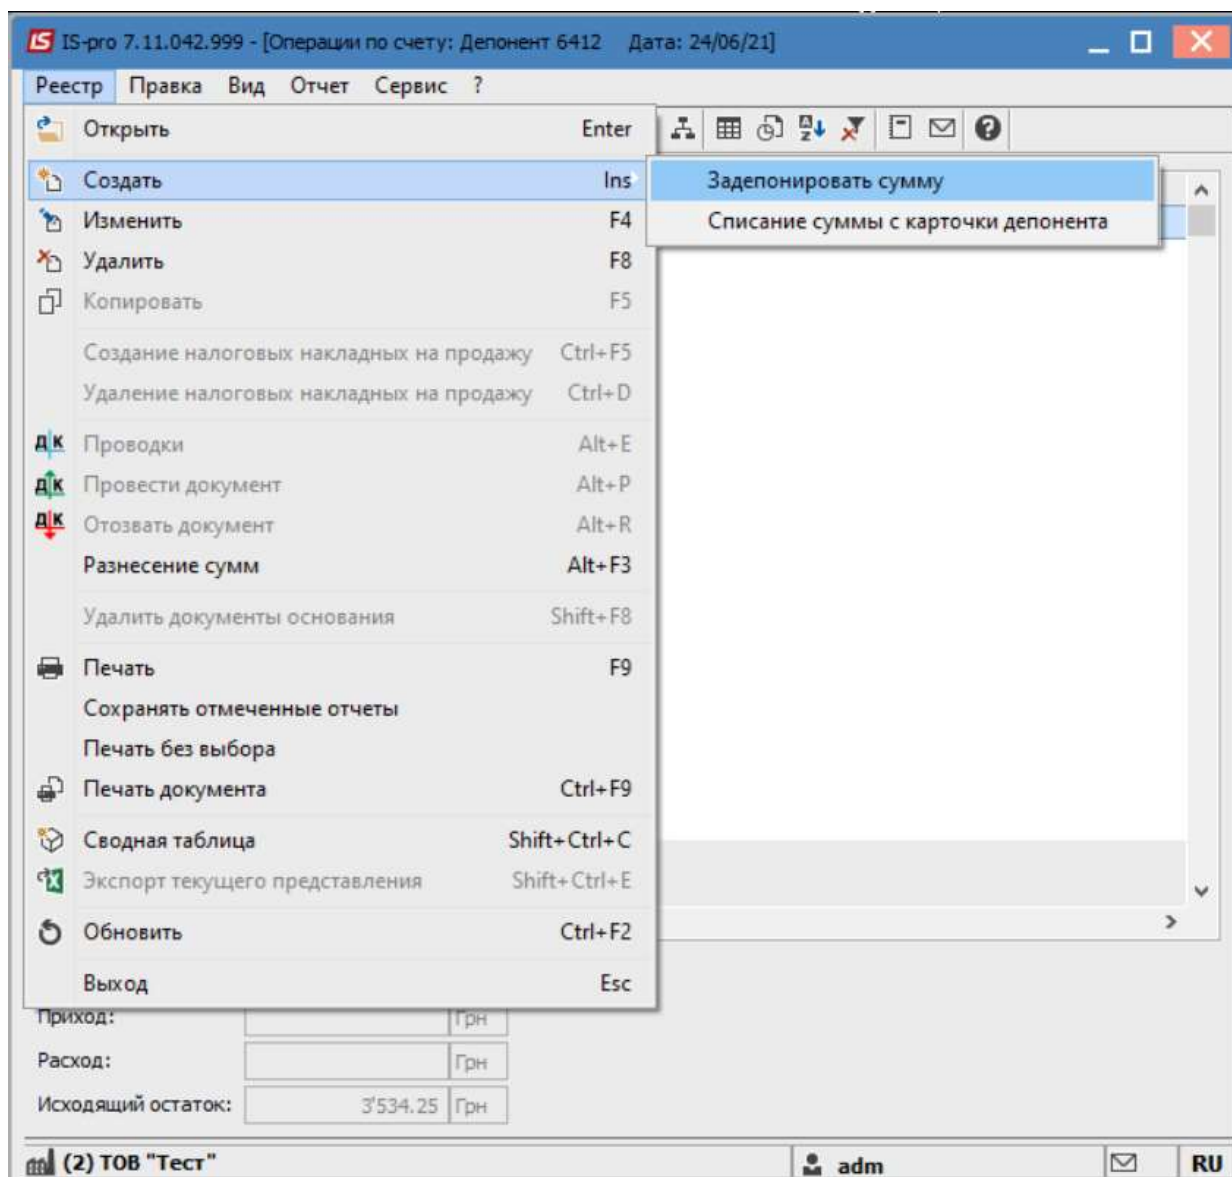 IS-pro 7.11.042.999 - [Операции по счету: Депонент 6412 Дата: 24/06/21]
Реестр Правка Вид Отчет Сервис ?
Открыть Enter
Создать Ins
Задепонировать сумму
Изменить F4
Списание суммы с карточки депонента
Удалить F8
Копировать F5
Создание налоговых накладных на продажу Ctrl+F5
Удаление налоговых накладных на продажу Ctrl+D
Проводки Alt+E
Провести документ Alt+P
Отозвать документ Alt+R
Разнесение сумм Alt+F3
Удалить документы основания Shift+F8
Печать F9
Сохранять отмеченные отчеты
Печать без выбора
Печать документа Ctrl+F9
Сводная таблица Shift+Ctrl+C
Экспорт текущего представления Shift+Ctrl+E
Обновить Ctrl+F2
Выход Esc
Приход: Грн
Расход: Грн
Исходящий остаток: 3'534.25 Грн
(2) ТОВ "Тест" adm RU